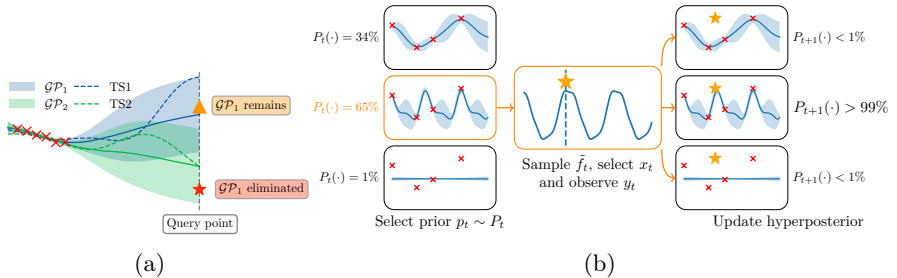 𝒢𝒫₁ TS1
𝒢𝒫₂ TS2
𝒢𝒫₁ remains
𝒢𝒫₁ eliminated
Query point
(a)
Pₜ(·) = 34%
Pₜ(·) = 65%
Pₜ(·) = 1%
Select prior pₜ ∼ Pₜ
Sample f̃ₜ, select xₜ
and observe yₜ
Pₜ₊₁(·) < 1%
Pₜ₊₁(·) > 99%
Pₜ₊₁(·) < 1%
Update hyperposterior
(b)